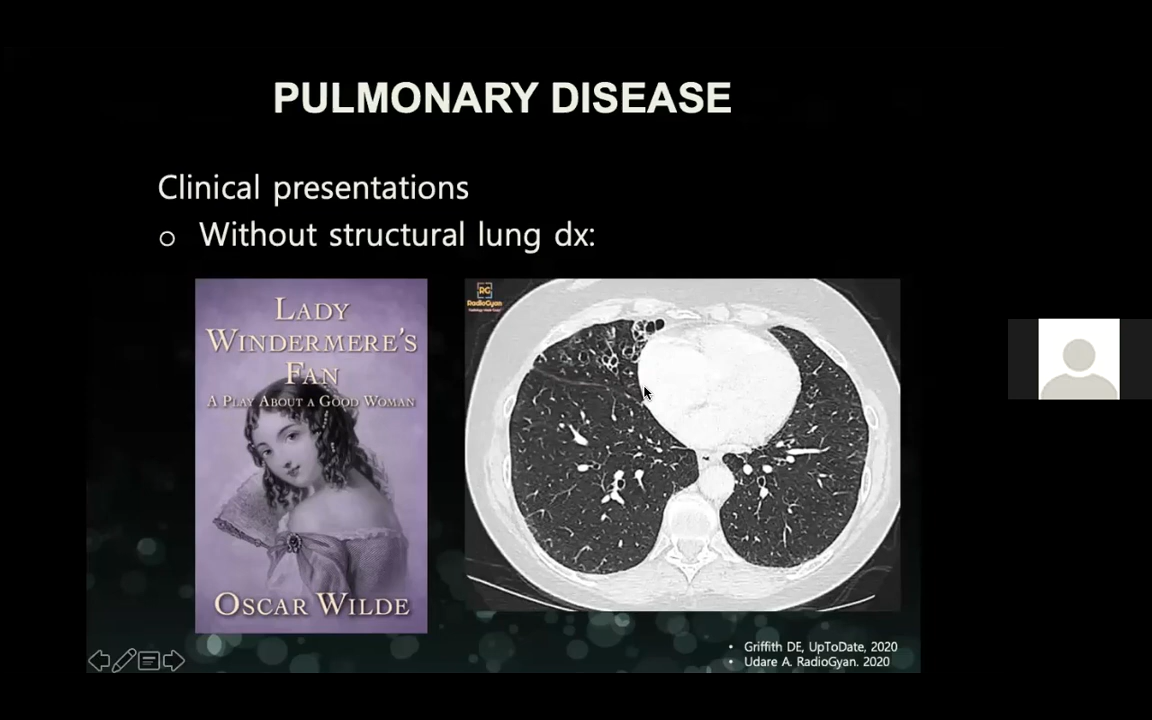 PULMONARY DISEASE
Clinical presentations
o Without structural lung dx:
LADY
WINDERMERE'S
FAN
A PLAY ABOUT A GOOD WOMAN
OSCAR WILDE
RG
RadioGyan
• Griffith DE, UpToDate, 2020
• Udare A. RadioGyan. 2020